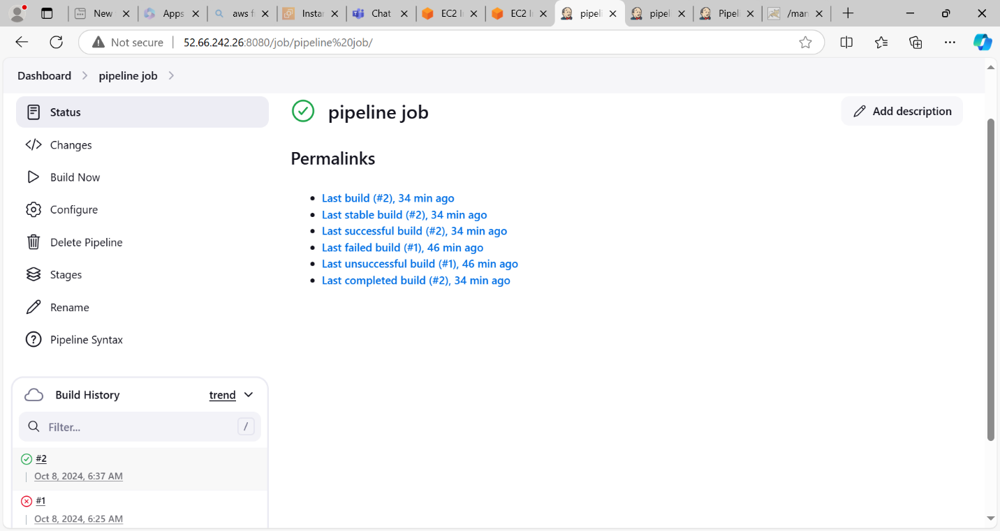 New
Apps
aws f
Instar
Chat
EC2 I
EC2 I
pipeli
pipel
Pipeli
/mar
Not secure
52.66.242.26:8080/job/pipeline%20job/
Dashboard
pipeline job
Status
pipeline job
Add description
Changes
Permalinks
Build Now
Last build (#2), 34 min ago
Configure
Last stable build (#2), 34 min ago
Last successful build (#2), 34 min ago
Delete Pipeline
Last failed build (#1), 46 min ago
Last unsuccessful build (#1), 46 min ago
Stages
Last completed build (#2), 34 min ago
Rename
Pipeline Syntax
Build History
trend
Filter...
/
#2
Oct 8, 2024, 6:37 AM
#1
Oct 8, 2024, 6:25 AM